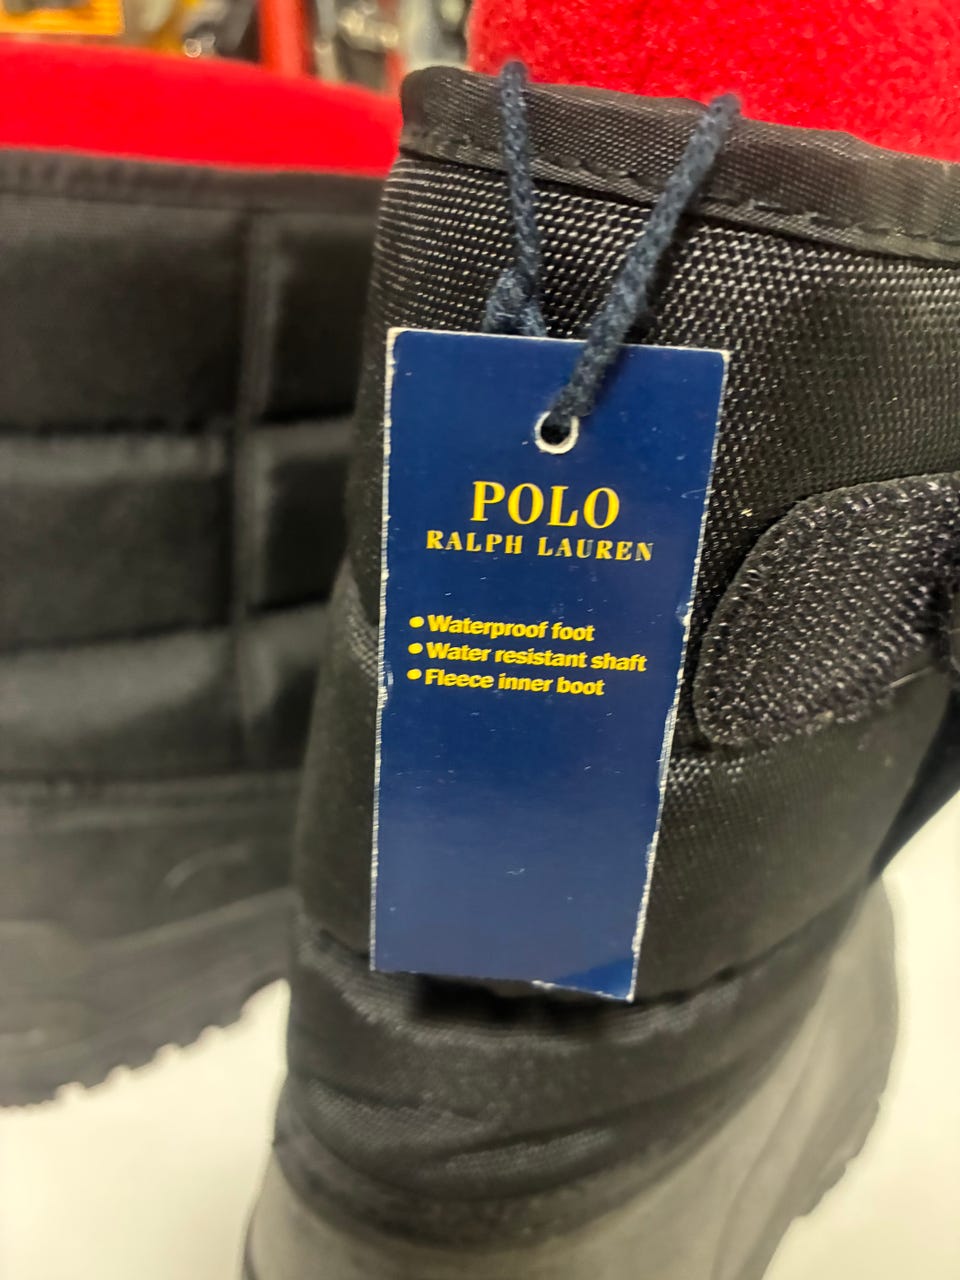 POLO
RALPH LAUREN
• Waterproof foot
• Water resistant shaft
• Fleece inner boot